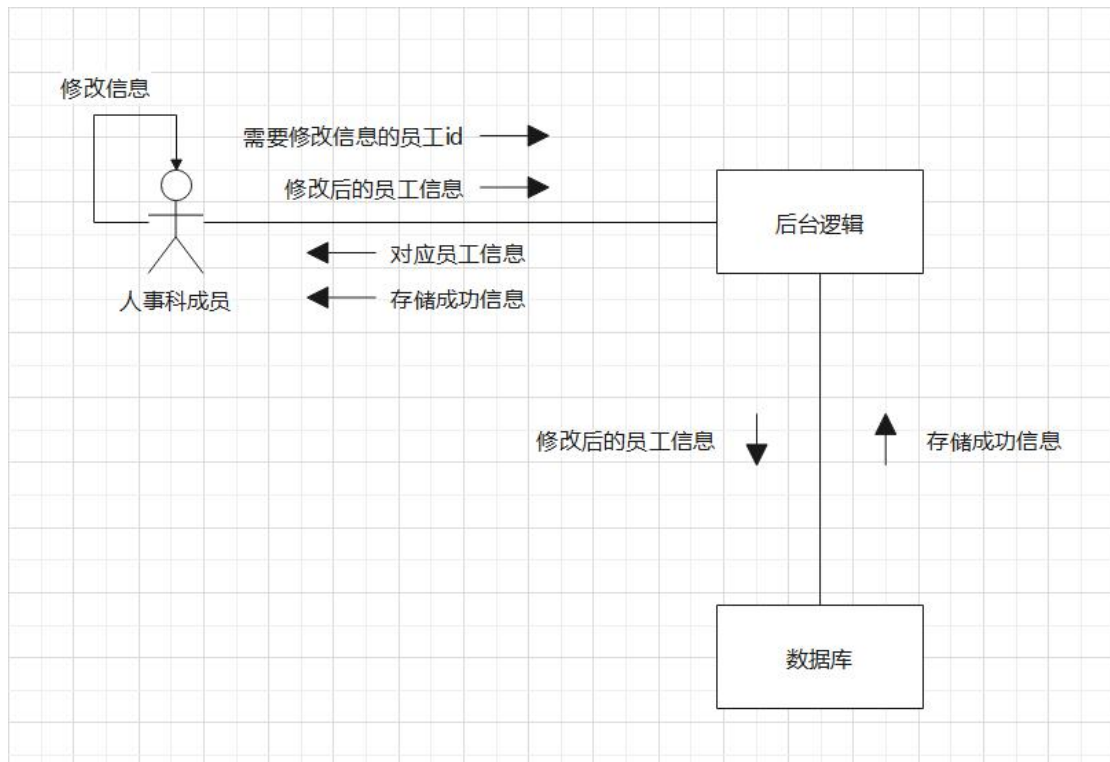 修改信息
需要修改信息的员工id
修改后的员工信息
后台逻辑
对应员工信息
存储成功信息
人事科成员
修改后的员工信息
存储成功信息
数据库